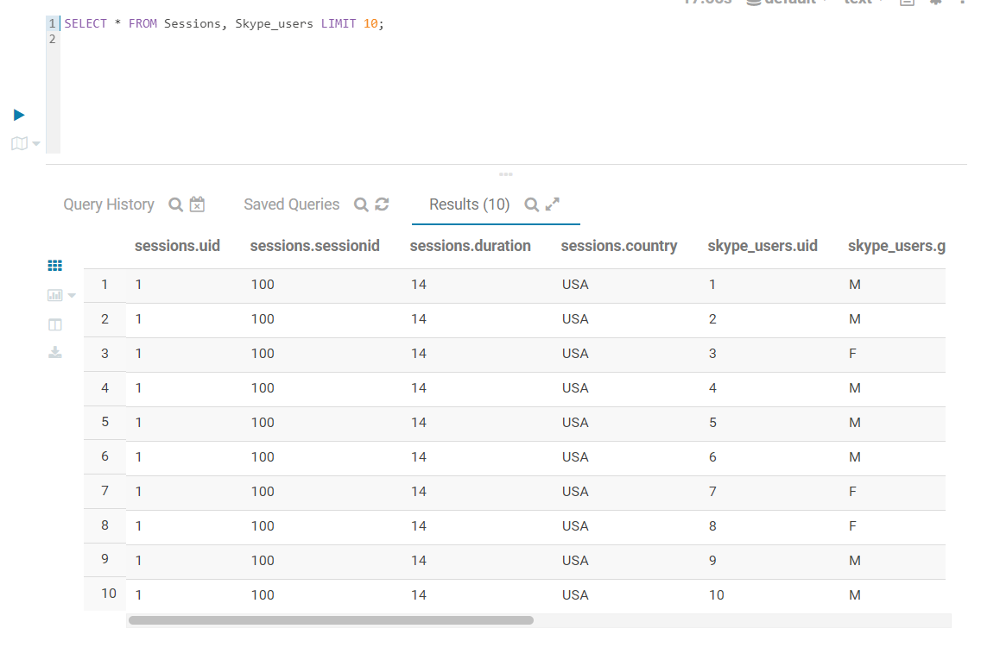 default text
1 SELECT * FROM Sessions, Skype_users LIMIT 10;
2
Query History Saved Queries Results (10)
sessions.uid sessions.sessionid sessions.duration sessions.country skype_users.uid skype_users.g
1 1 100 14 USA 1 M
2 1 100 14 USA 2 M
3 1 100 14 USA 3 F
4 1 100 14 USA 4 M
5 1 100 14 USA 5 M
6 1 100 14 USA 6 M
7 1 100 14 USA 7 F
8 1 100 14 USA 8 F
9 1 100 14 USA 9 M
10 1 100 14 USA 10 M